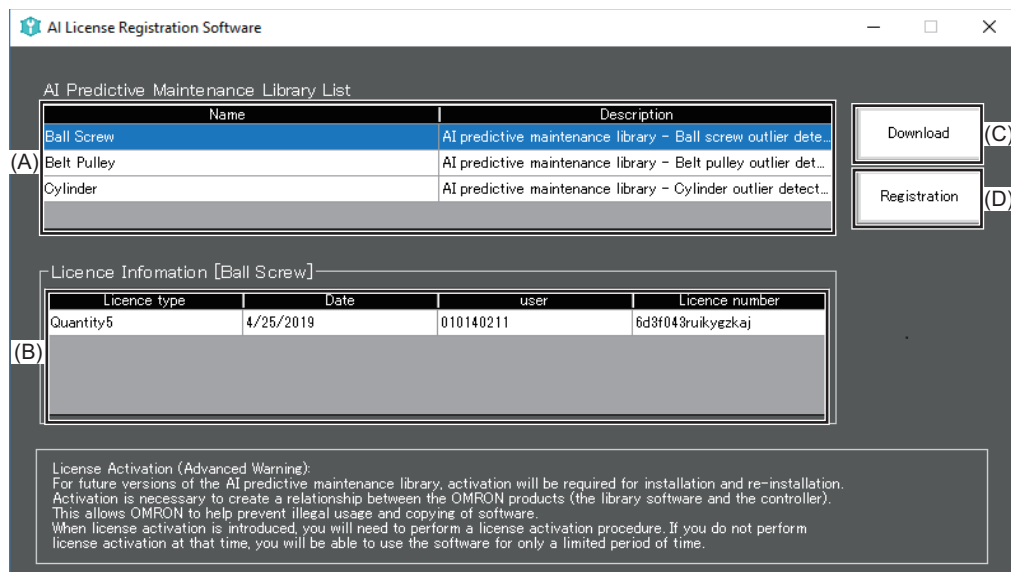 AI License Registration Software
AI Predictive Maintenance Library List
Name Description
Ball Screw AI predictive maintenance library - Ball screw outlier dete...
(A)
Belt Pulley AI predictive maintenance library - Belt pulley outlier det...
Cylinder AI predictive maintenance library - Cylinder outlier detect...
Download
(C)
Registration
(D)
Licence Infomation [Ball Screw]
Licence type Date user Licence number
Quantity5 4/25/2019 010140211 6d3f043ruikygzkaj
(B)
License Activation (Advanced Warning):
For future versions of the AI predictive maintenance library, activation will be required for installation and re-installation.
Activation is necessary to create a relationship between the OMRON products (the library software and the controller).
This allows OMRON to help prevent illegal usage and copying of software.
When license activation is introduced, you will need to perform a license activation procedure. If you do not perform
license activation at that time, you will be able to use the software for only a limited period of time.